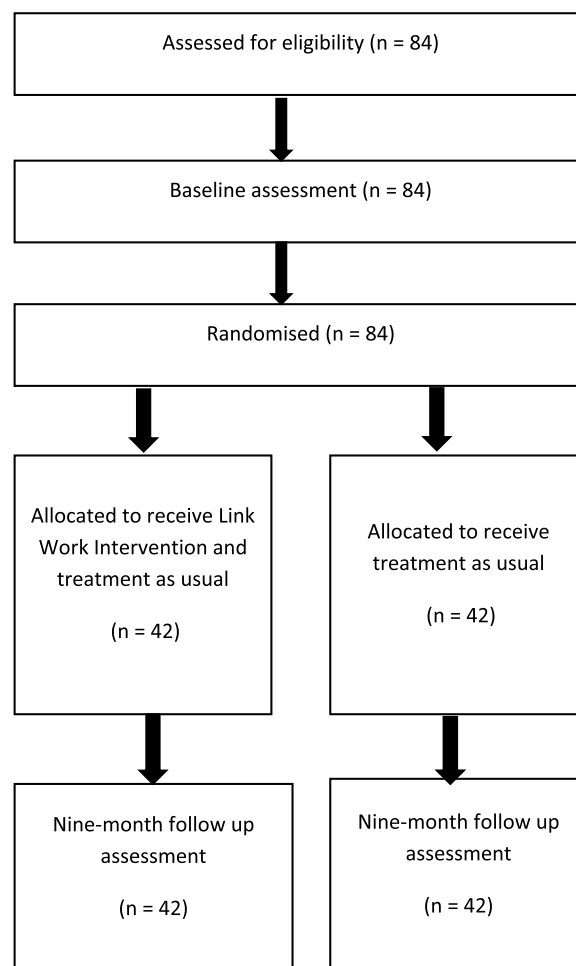 Assessed for eligibility (n = 84)
Baseline assessment (n = 84)
Randomised (n = 84)
Allocated to receive Link
Work Intervention and
treatment as usual
(n = 42)
Allocated to receive
treatment as usual
(n = 42)
Nine-month follow up
assessment
(n = 42)
Nine-month follow up
assessment
(n = 42)